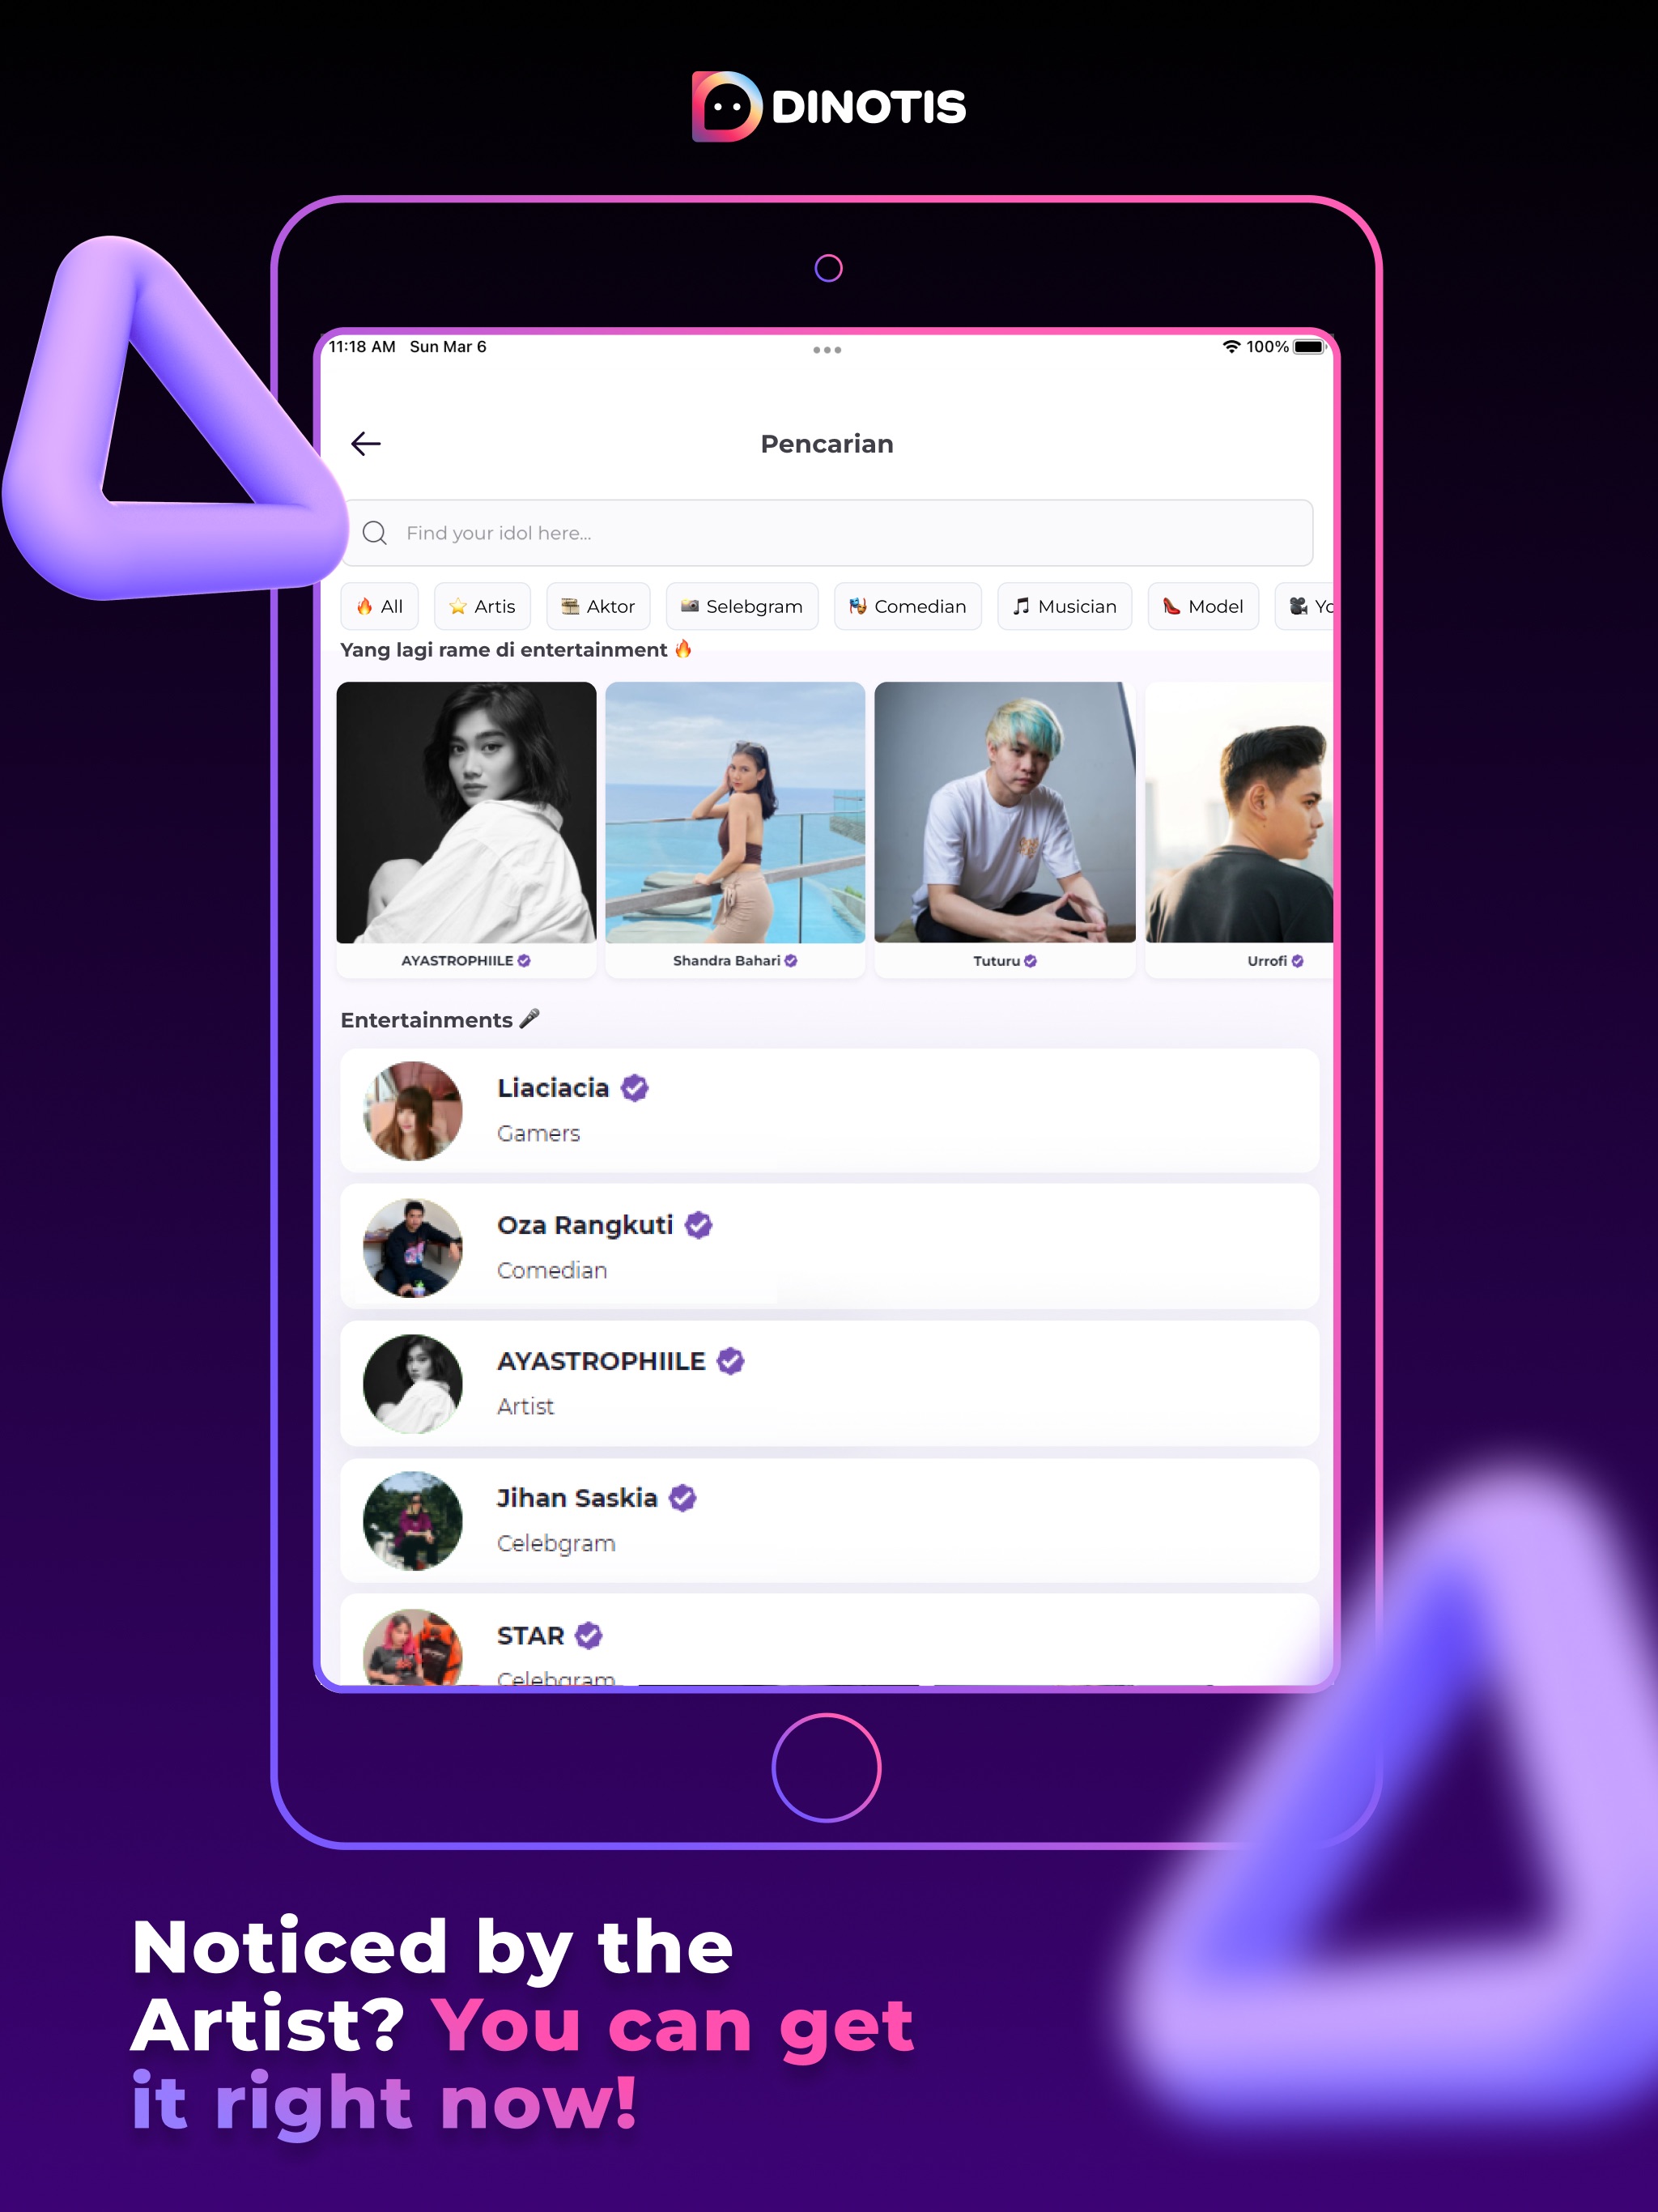 DINOTIS
11:18 AM Sun Mar 6
100%
Pencarian
Find your idol here...
All Artis Aktor Selebgram Comedian Musician Model
Yang lagi rame di entertainment
AYASTROPHIILE Shandra Bahari Tuturu Urrofi
Entertainments
Liaciacia
Gamers
Oza Rangkuti
Comedian
AYASTROPHIILE
Artist
Jihan Saskia
Celebgram
STAR
Celebgram
Noticed by the
Artist? You can get
it right now!